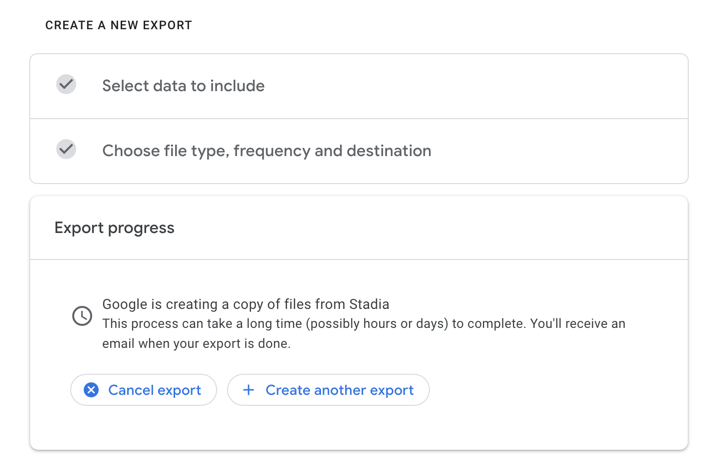 CREATE A NEW EXPORT
Select data to include
Choose file type, frequency and destination
Export progress
Google is creating a copy of files from Stadia
This process can take a long time (possibly hours or days) to complete. You'll receive an
email when your export is done.
Cancel export
Create another export